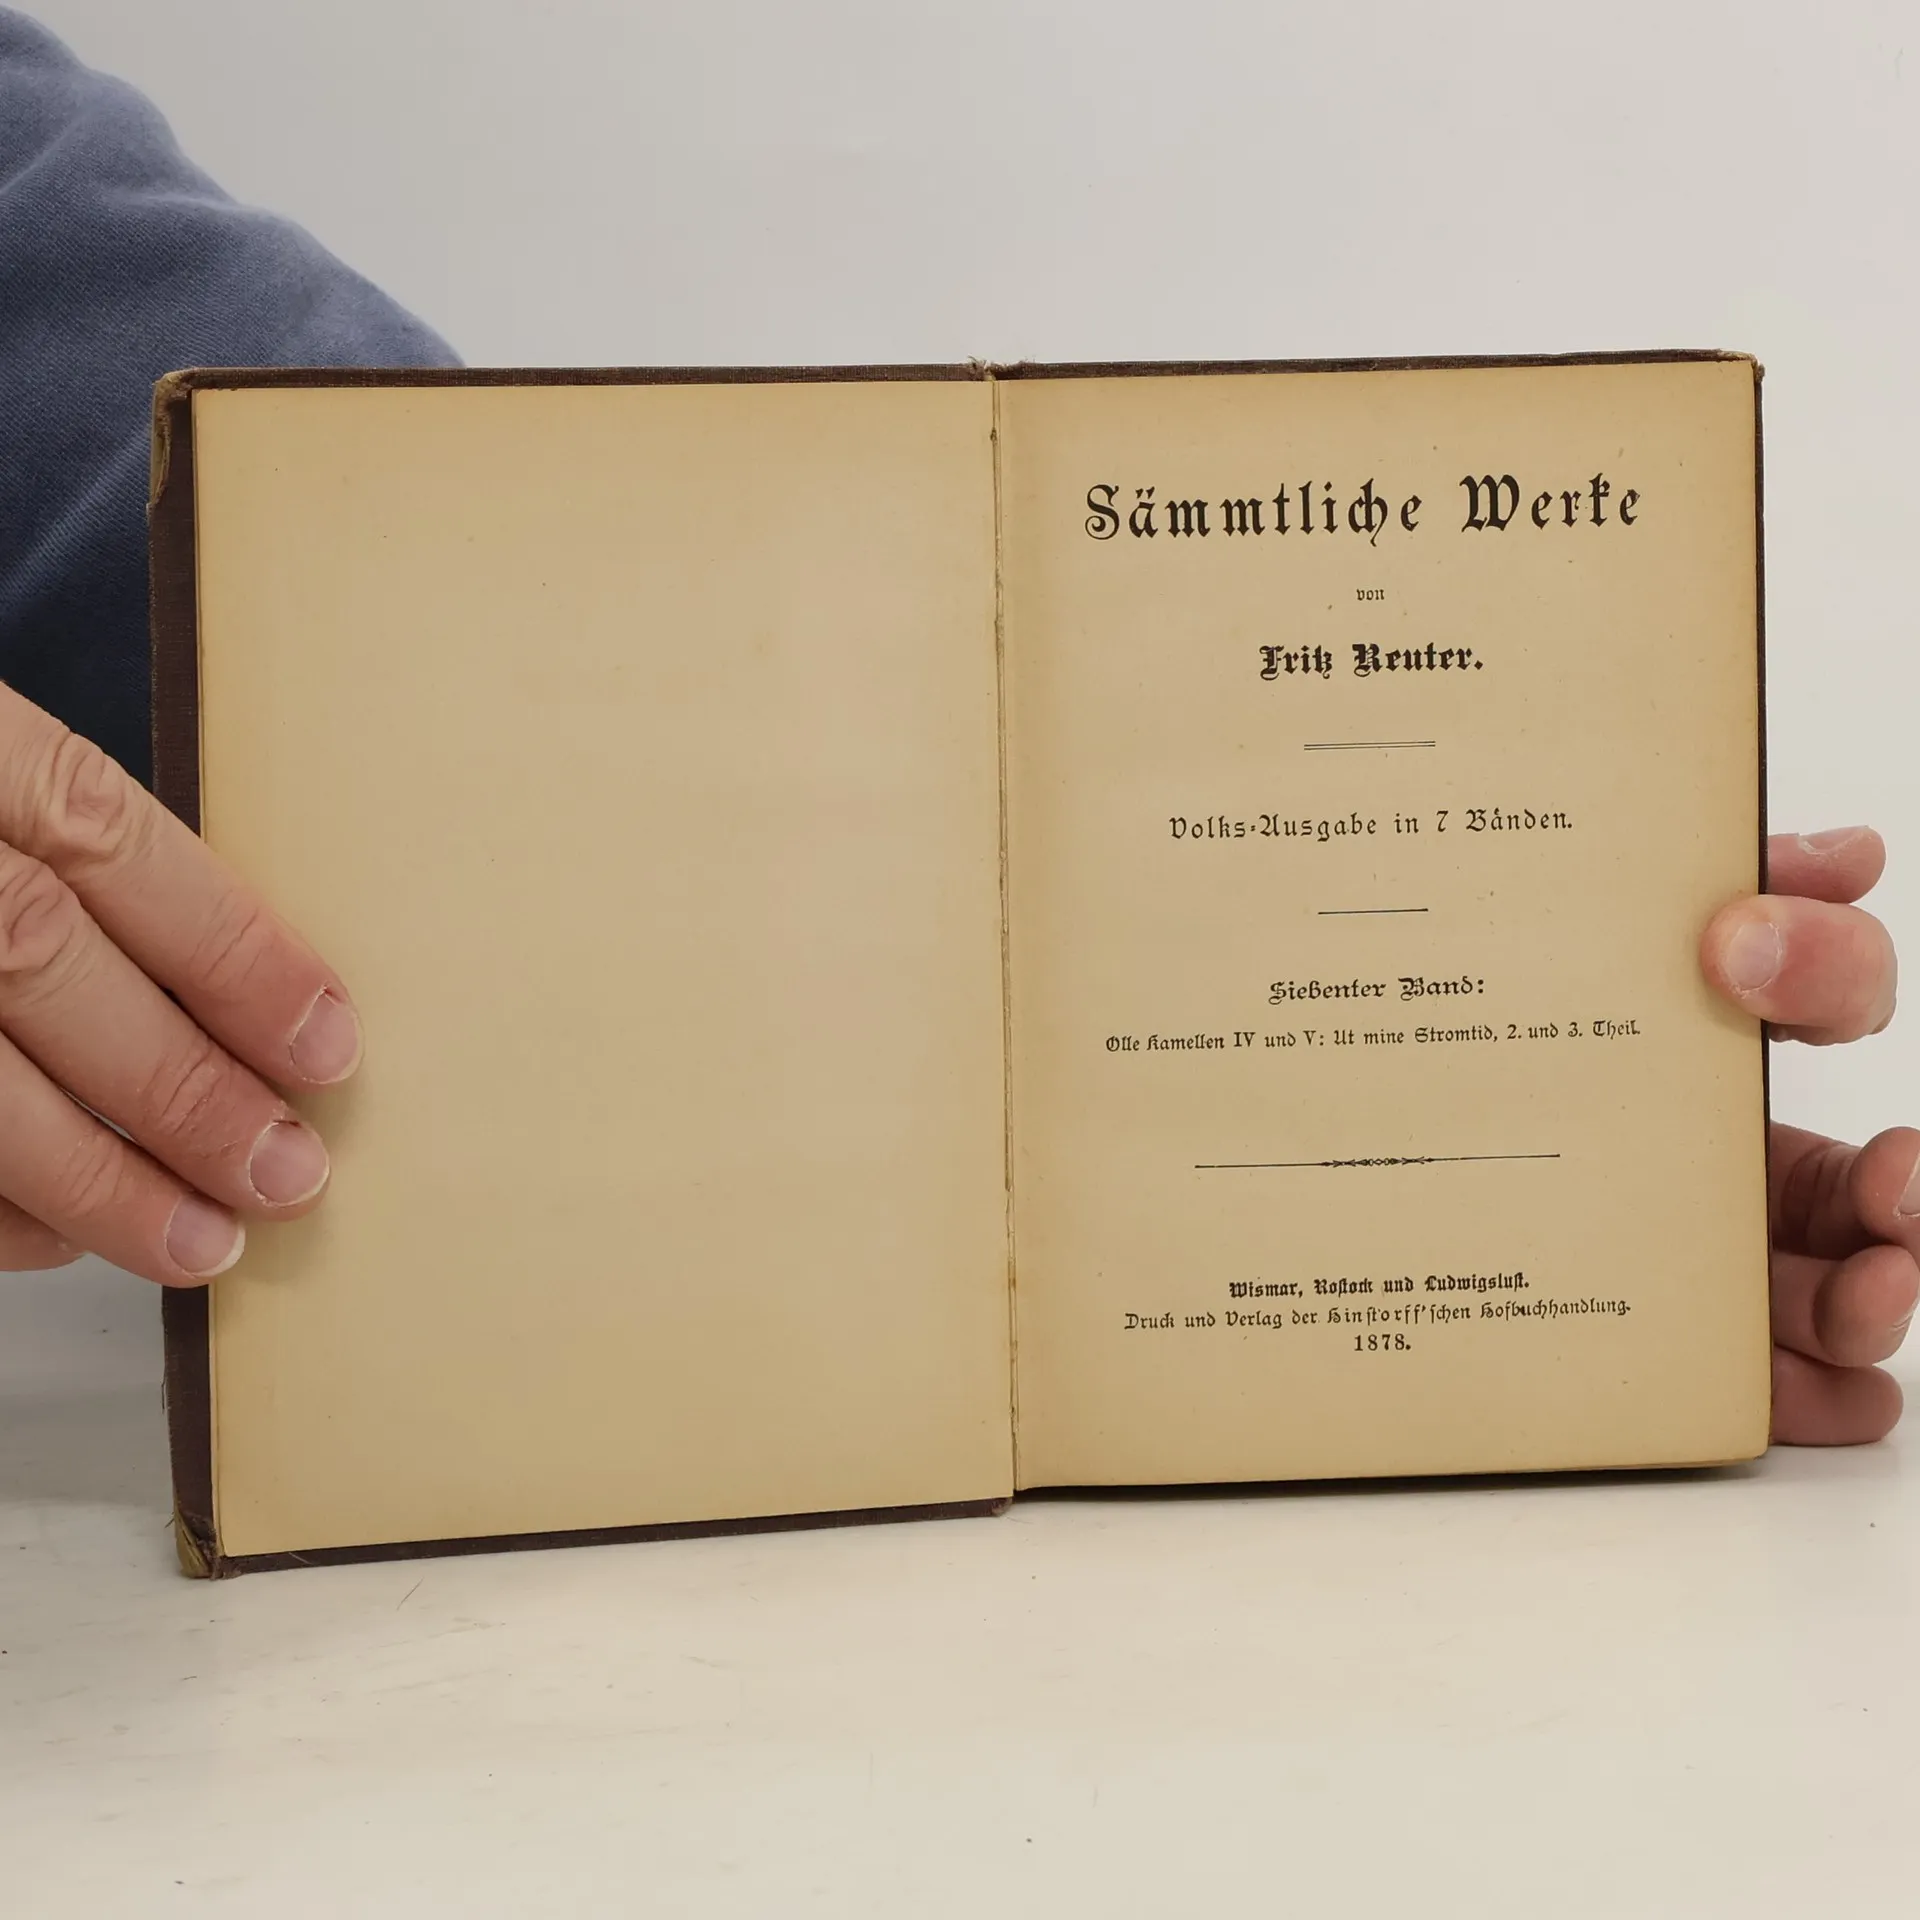 Sämmtliche Werke
von
Fritz Reuter.
Volks-Ausgabe in 7 Bänden.
Siebenter Band:
Olle Kamellen IV und V: Ut mine Stromtid, 2. und 3. Theil.
Wismar, Rostock und Ludwigslust.
Druck und Verlag der Hinstorff'schen Hofbuchhandlung.
1878.